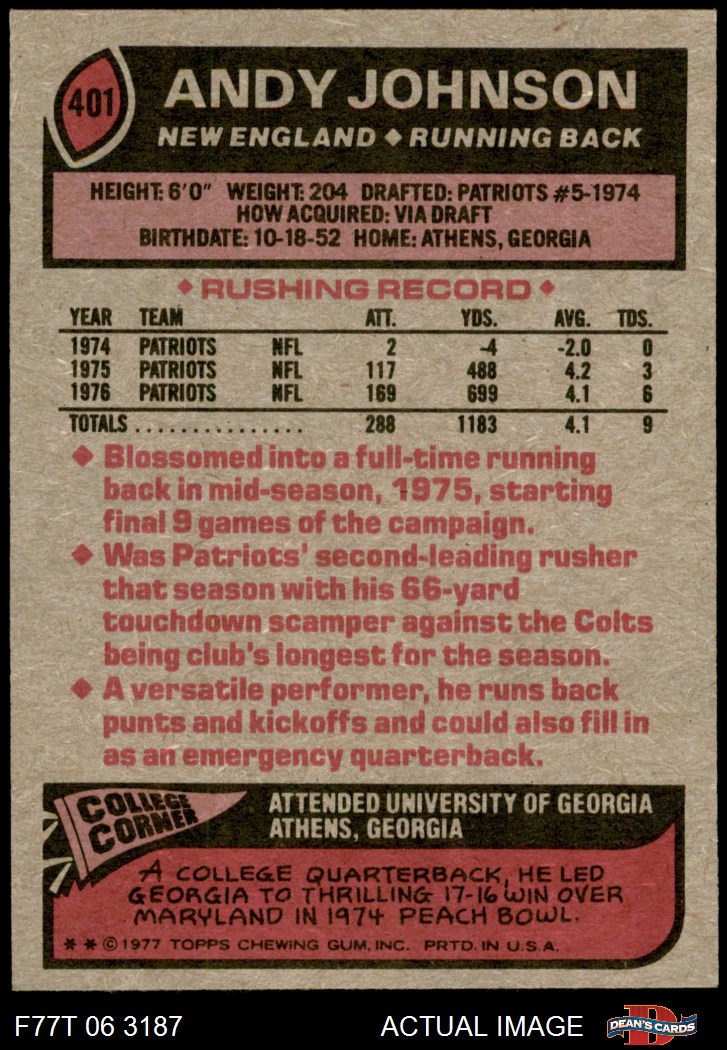 401
ANDY JOHNSON
NEW ENGLAND ◆ RUNNING BACK
HEIGHT: 6'0" WEIGHT: 204 DRAFTED: PATRIOTS #5-1974
HOW ACQUIRED: VIA DRAFT
BIRTHDATE: 10-18-52 HOME: ATHENS, GEORGIA
◆ RUSHING RECORD ◆
YEAR TEAM ATT. YDS. AVG. TDS.
1974 PATRIOTS NFL 2 -4 -2.0 0
1975 PATRIOTS NFL 117 488 4.2 3
1976 PATRIOTS NFL 169 699 4.1 6
TOTALS ............... 288 1183 4.1 9
◆ Blossomed into a full-time running
back in mid-season, 1975, starting
final 9 games of the campaign.
◆ Was Patriots' second-leading rusher
that season with his 66-yard
touchdown scamper against the Colts
being club's longest for the season.
◆ A versatile performer, he runs back
punts and kickoffs and could also fill in
as an emergency quarterback.
COLLEGE
CORNER
ATTENDED UNIVERSITY OF GEORGIA
ATHENS, GEORGIA
A COLLEGE QUARTERBACK, HE LED
GEORGIA TO THRILLING 17-16 WIN OVER
MARYLAND IN 1974 PEACH BOWL.
* * © 1977 TOPPS CHEWING GUM, INC. PRTD. IN U.S.A.
F77T 06 3187 ACTUAL IMAGE
D
DEAN'S CARDS